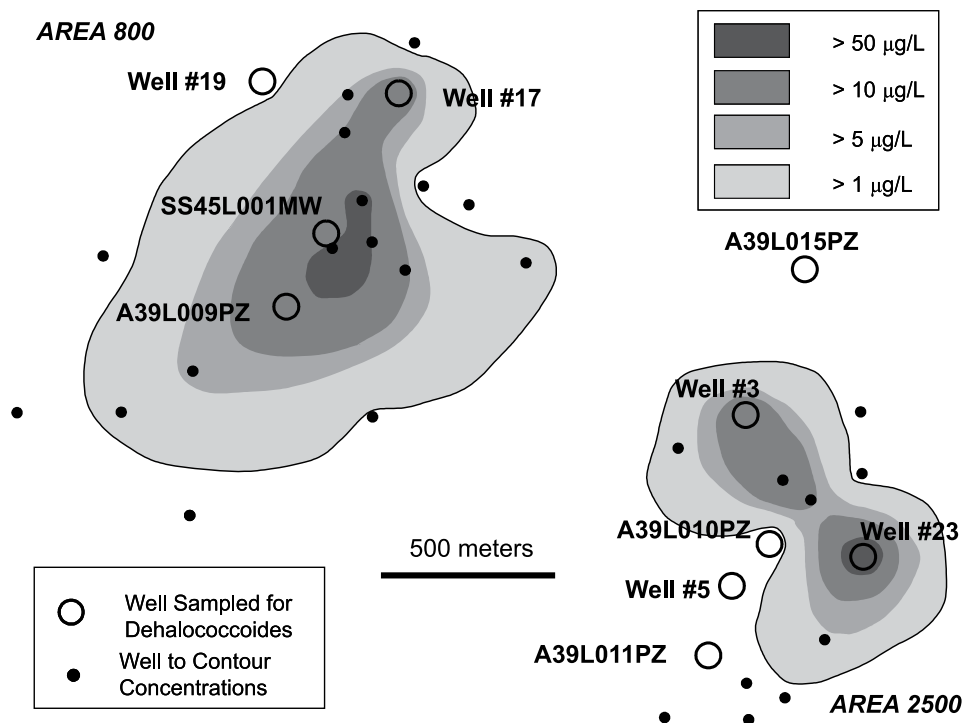 AREA 800
Well #19
Well #17
SS45L001MW
A39L009PZ
> 50 μg/L
> 10 μg/L
> 5 μg/L
> 1 μg/L
A39L015PZ
Well #3
A39L010PZ
Well #23
Well #5
A39L011PZ
500 meters
Well Sampled for
Dehalococcoides
Well to Contour
Concentrations
AREA 2500